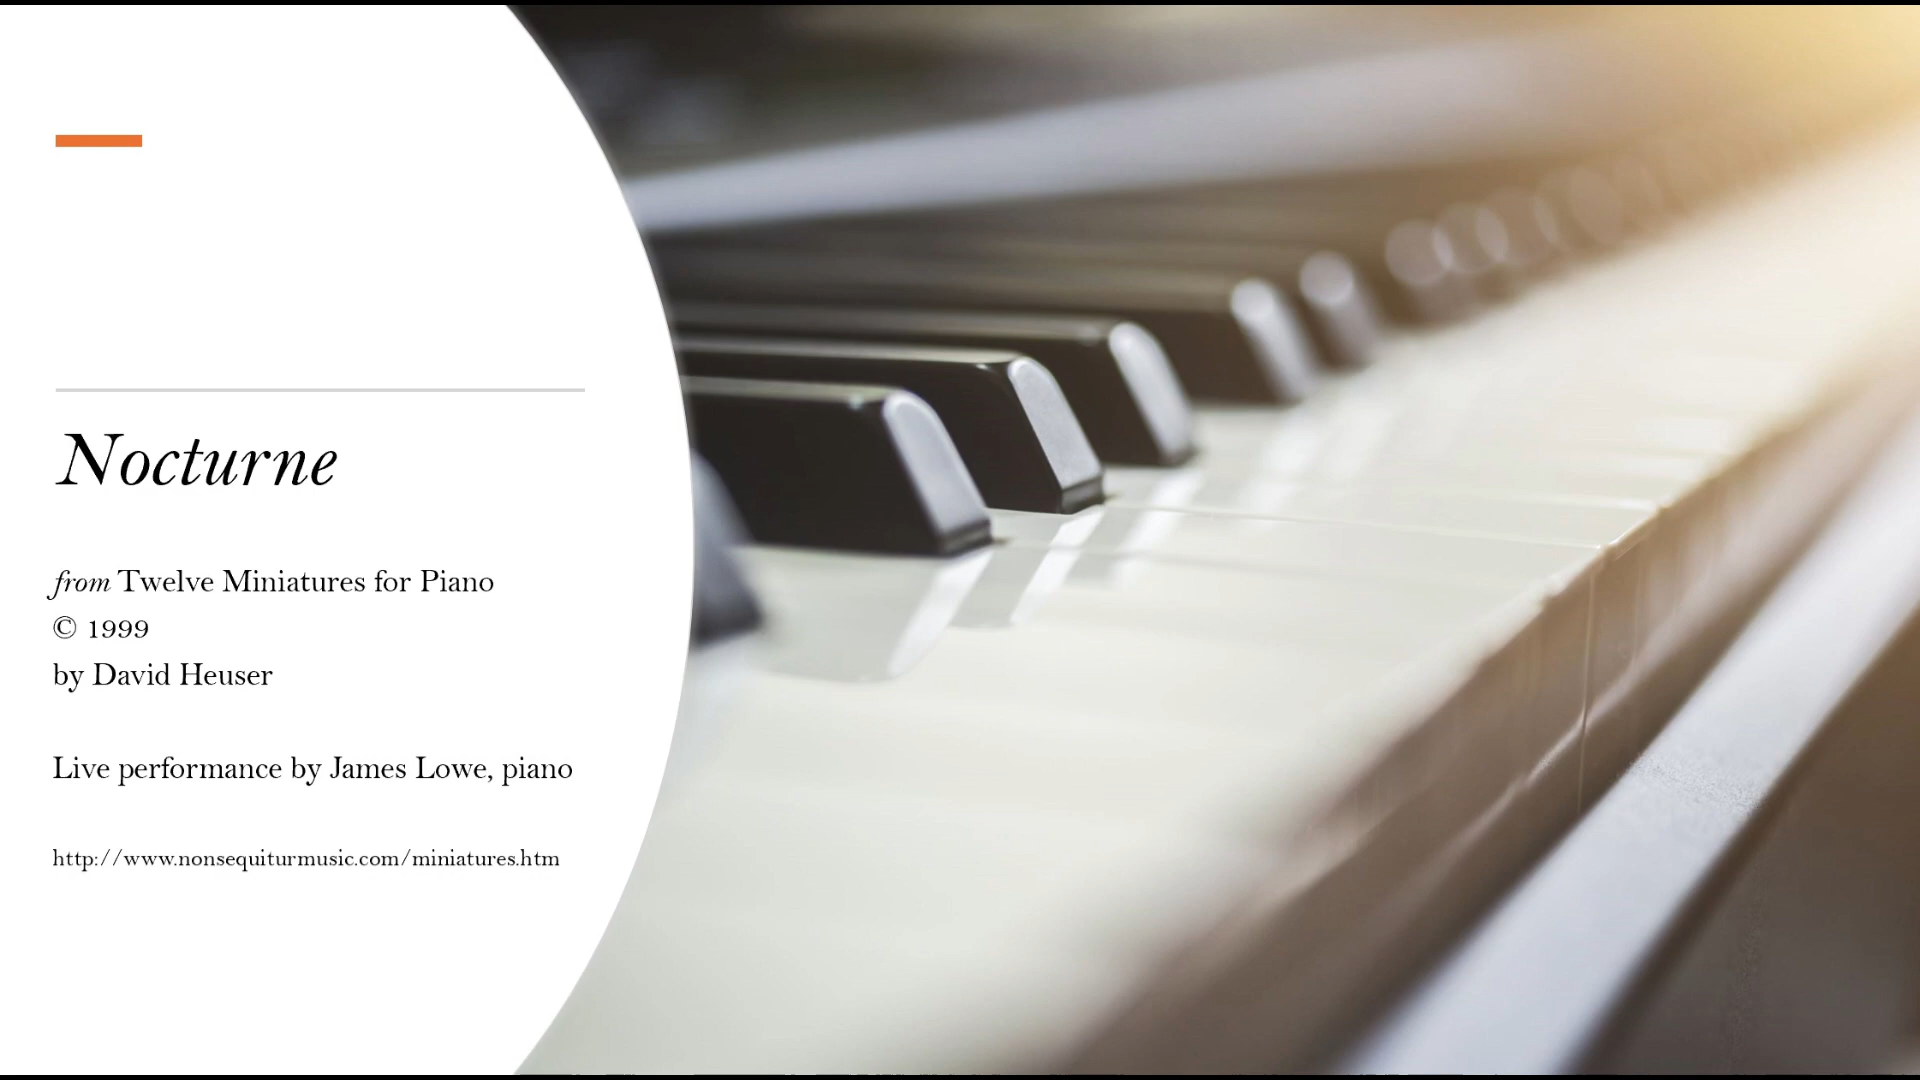 Nocturne
from Twelve Miniatures for Piano
© 1999
by David Heuser
Live performance by James Lowe, piano
http://www.nonsequiturmusic.com/miniatures.htm